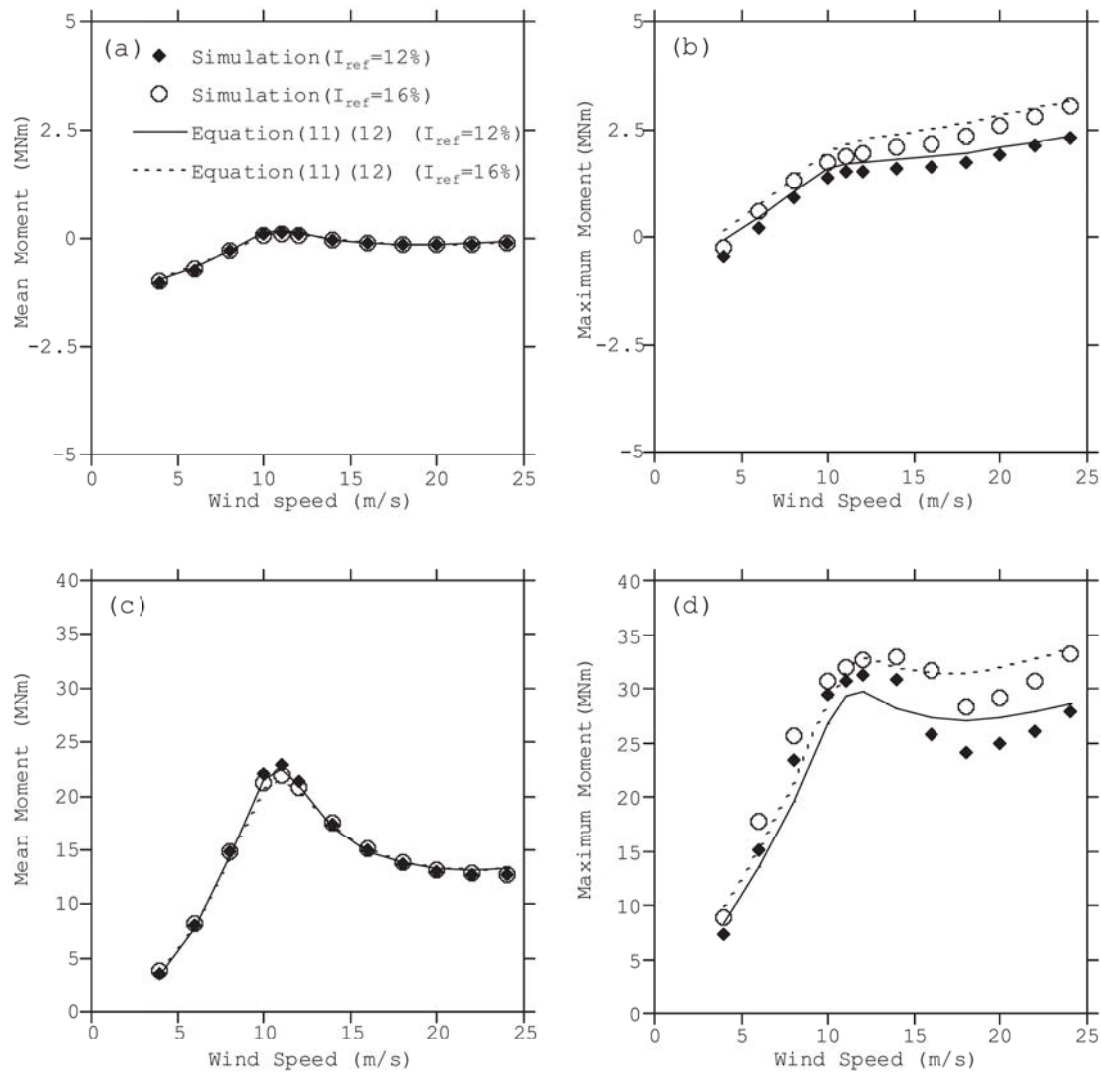 (a)
Simulation(Iref=12%)
Simulation(Iref=16%)
Equation(11)(12) (Iref=12%)
Equation(11)(12) (Iref=16%)
5
2.5
0
-2.5
-5
Mean Moment (MNm)
0 5 10 15 20 25
Wind speed (m/s)
(b)
5
2.5
0
-2.5
-5
Maximum Moment(MNm)
0 5 10 15 20 25
Wind Speed (m/s)
(c)
40
35
30
25
20
15
10
5
0
Mean Moment (MNm)
0 5 10 15 20 25
Wind Speed (m/s)
(d)
40
35
30
25
20
15
10
5
0
Maximum Moment(MNm)
0 5 10 15 20 25
Wind Speed (m/s)